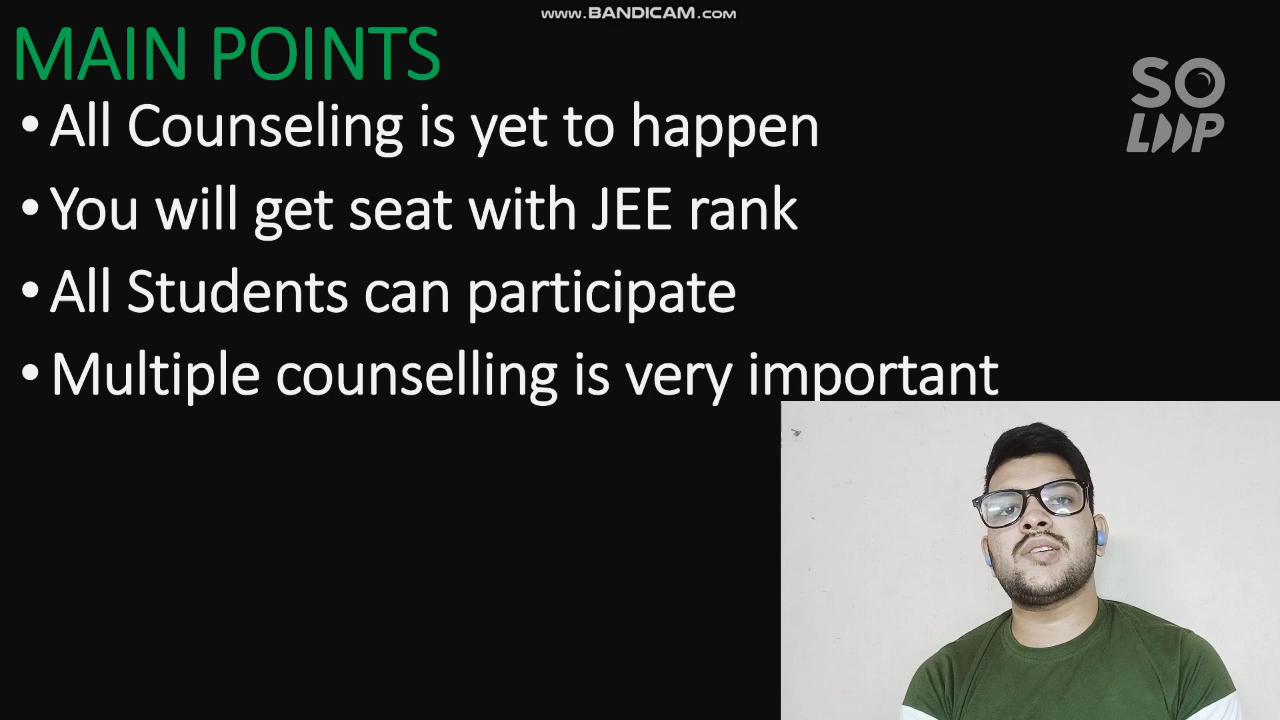 www.BANDICAM.com
MAIN POINTS
SO
LOOP
• All Counseling is yet to happen
• You will get seat with JEE rank
• All Students can participate
• Multiple counselling is very important